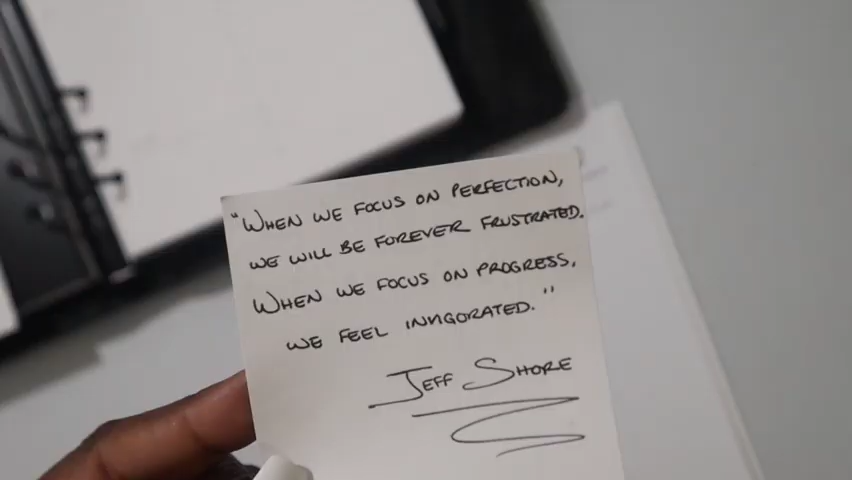 "When we focus on perfection,
we will be forever frustrated.
When we focus on progress,
we feel invigorated."
Jeff Shore